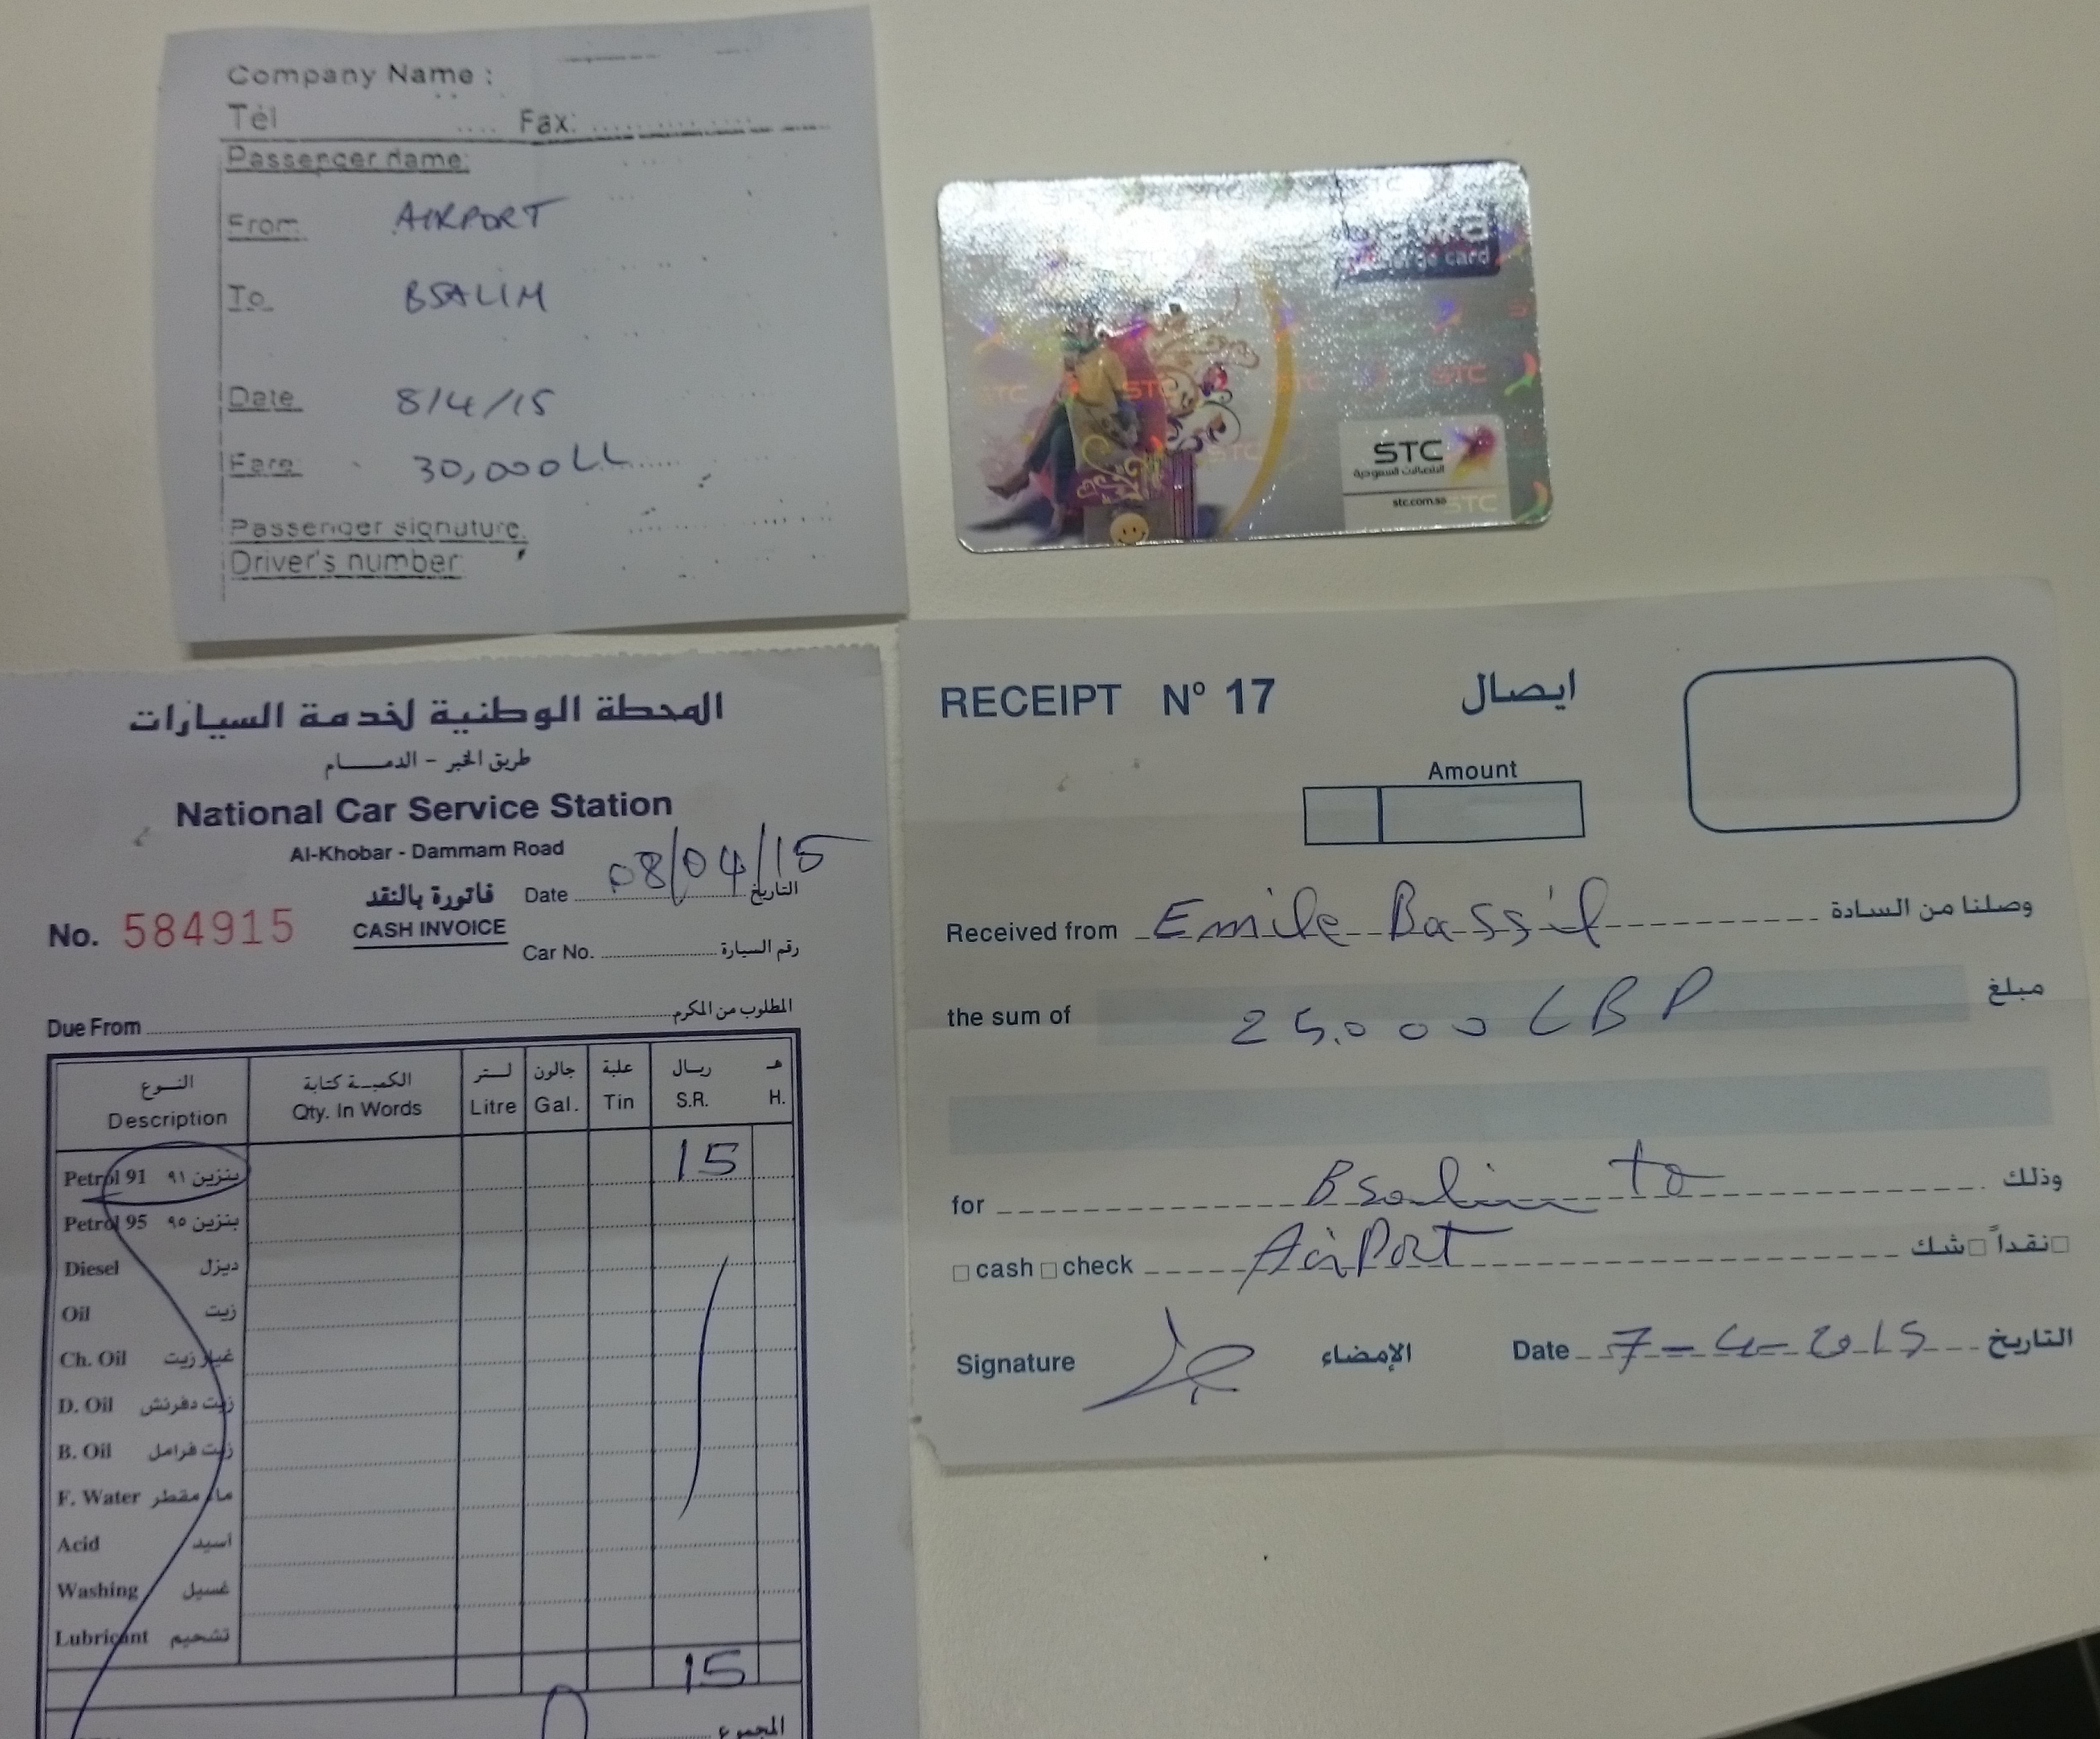 Company Name :
Tel .... Fax: ..................
Passenger name:
From AIRPORT
To BSALIM
Date 8/4/15
Fare 30,000 LL
Passenger signature:
Driver's number:
STC
الاتصالات السعودية
stc.com.sa
المحطة الوطنية لخدمة السيارات
طريق الخبر - الدمام
National Car Service Station
Al-Khobar - Dammam Road
Date 08/04/15 التاريخ
فاتورة بالنقد
No. 584915 CASH INVOICE
Car No. رقم السيارة
Due From المطلوب من المكرم
النوع الكمية كتابة لتر جالون علبة ريال هـ
Description Qty. In Words Litre Gal. Tin S.R. H.
Petrol 91 بنزين ٩١ 15
Petrol 95 بنزين ٩٥
Diesel ديزل
Oil زيت
Ch. Oil غيار زيت
D. Oil زيت دفرنش
B. Oil زيت فرامل
F. Water ماء مقطر
Acid اسيد
Washing غسيل
Lubricant تشحيم
15
المجموع
RECEIPT Nº 17 ايصال
Amount
Received from Emile Bassil وصلنا من السادة
the sum of 25.000 LBP مبلغ
for Bsalim to وذلك
□ cash □ check AirPort □ نقداً □ شك
Signature الإمضاء Date 7-4-2015 التاريخ